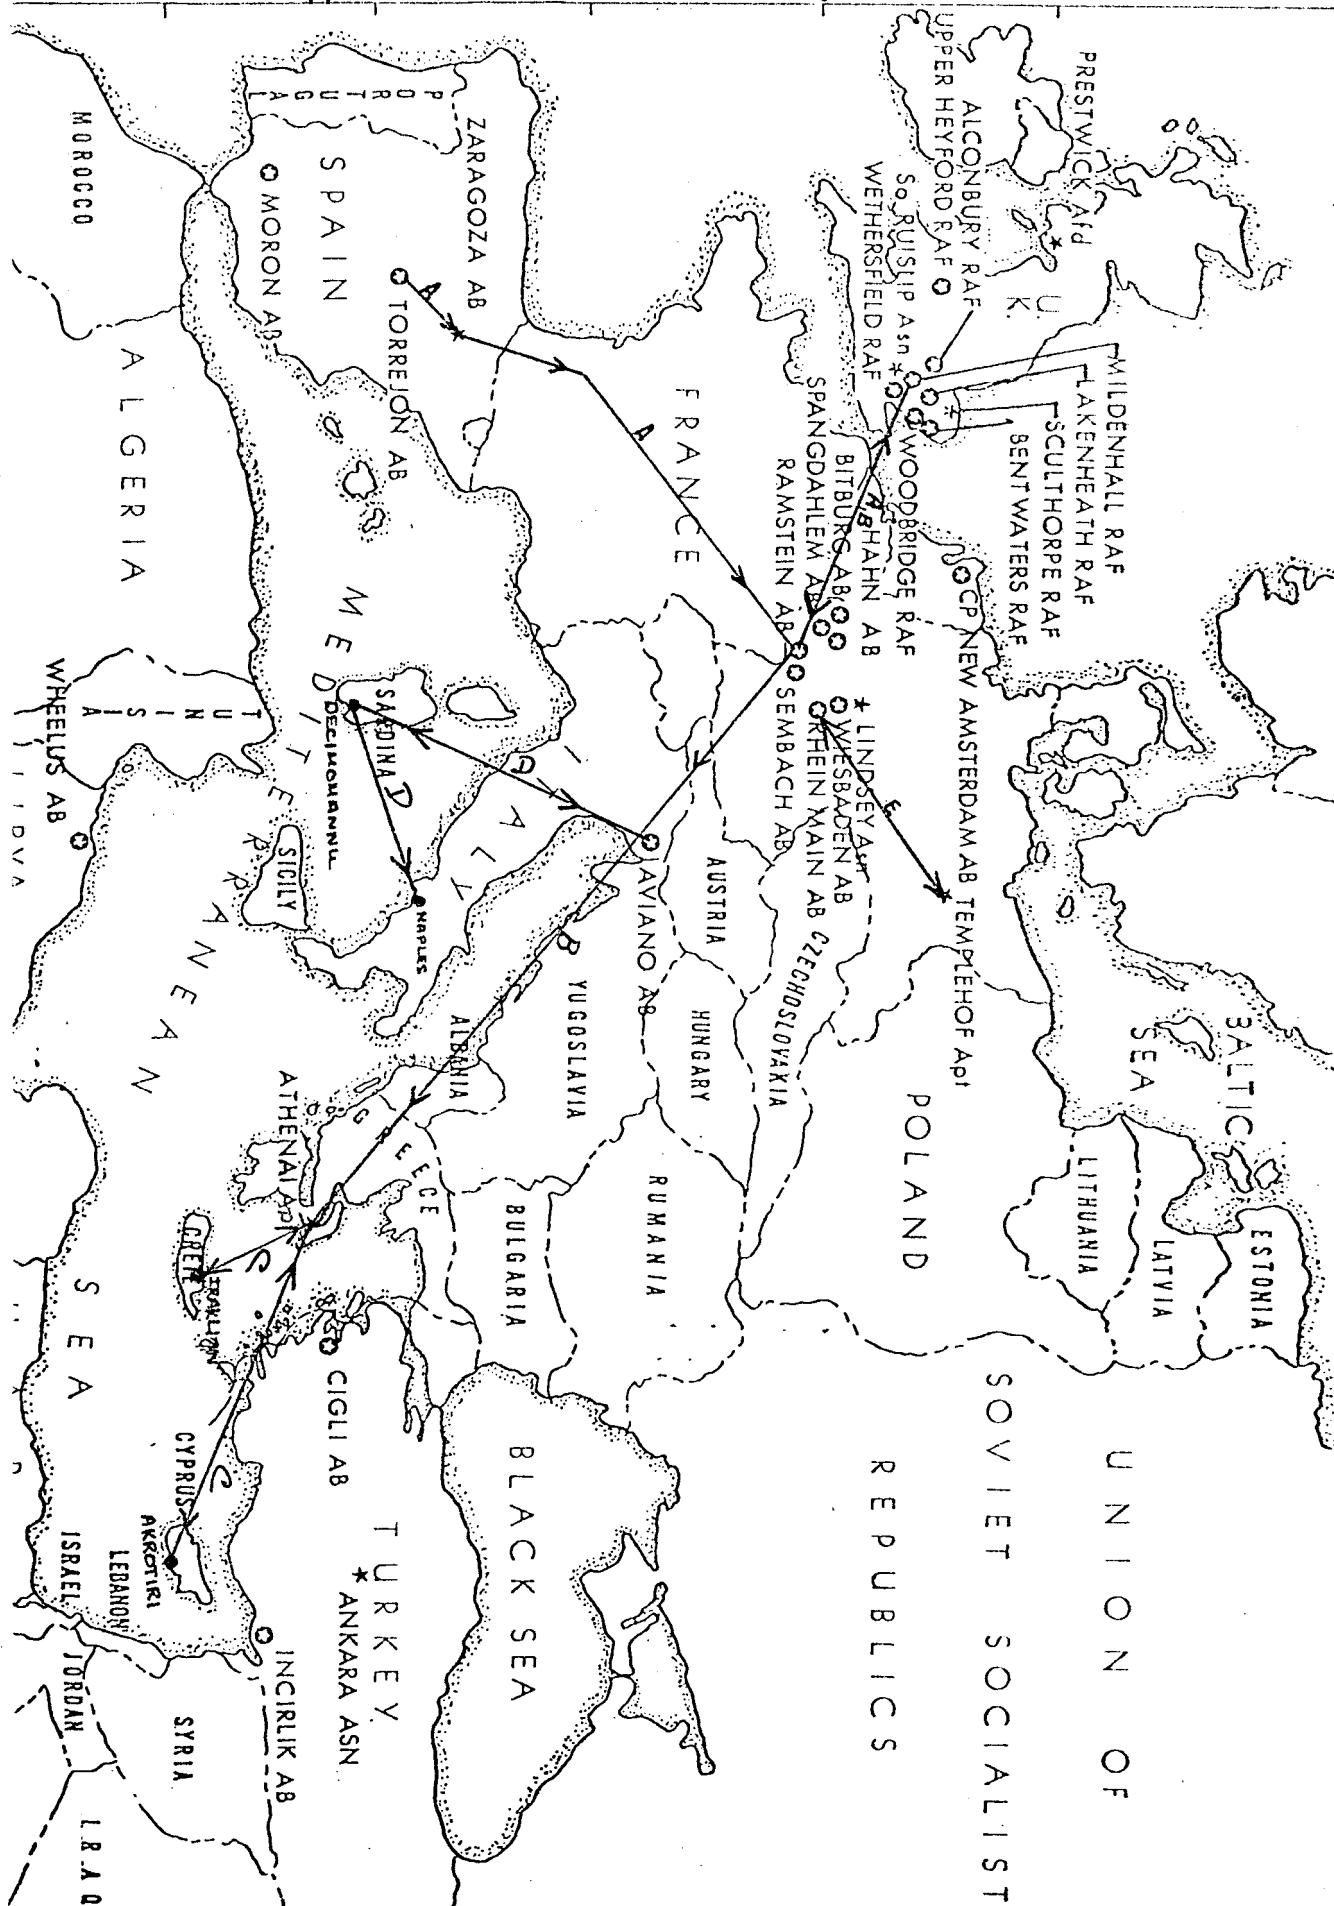 PRESTWICK Afd
UPPER HEYFORD RAF
ALCONBURY RAF
So RUISLIP Asn
WETHERSFIELD RAF
U.
K.
MILDENHALL RAF
LAKENHEATH RAF
SCULTHORPE RAF
BENTWATERS RAF
WOODBRIDGE RAF
A,B
HAHN AB
BITBURG AB
SPANGDAHLEM AB
RAMSTEIN AB
SEMBACH AB
CP NEW AMSTERDAM AB
LINDSEY Asn
WIESBADEN AB
RHEIN MAIN AB
E
TEMPLEHOF Apt
BALTIC
SEA
ESTONIA
LATVIA
LITHUANIA
POLAND
UNION OF
SOVIET SOCIALIST
REPUBLICS
CZECHOSLOVAKIA
AUSTRIA
HUNGARY
RUMANIA
FRANCE
A
A
ZARAGOZA AB
PORTUGAL
SPAIN
TORREJON AB
MORON AB
MOROCCO
ALGERIA
TUNISIA
WHEELUS AB
MEDITERRANEAN
SEA
SARDINA
DECIMOMANNU
D
D
ITALY
NAPLES
SICILY
AVIANO AB
B
YUGOSLAVIA
ALBANIA
GREECE
BULGARIA
BLACK SEA
ATHENAI Apt
CRETE
IRAKLION
C
C
CIGLI AB
TURKEY
ANKARA ASN
INCIRLIK AB
CYPRUS
AKROTIRI
LEBANON
ISRAEL
JORDAN
SYRIA
IRAQ